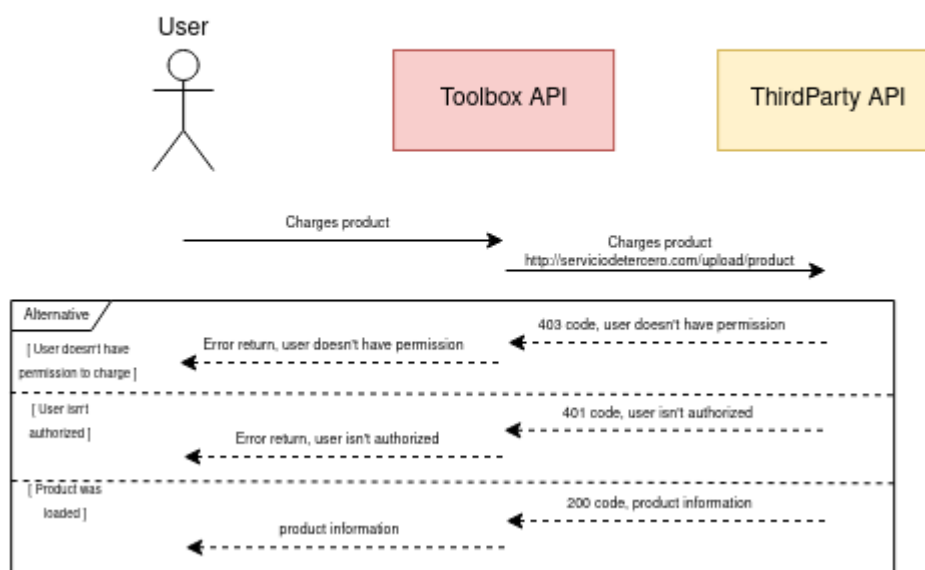 User
Toolbox API
ThirdParty API
Charges product
Charges product
http://serviciodetercero.com/upload/product
Alternative
403 code, user doesn't have permission
Error return, user doesn't have permission
[ User doesn't have
permission to charge ]
[ User isn't
authorized ]
401 code, user isn't authorized
Error return, user isn't authorized
[ Product was
loaded ]
200 code, product information
product information